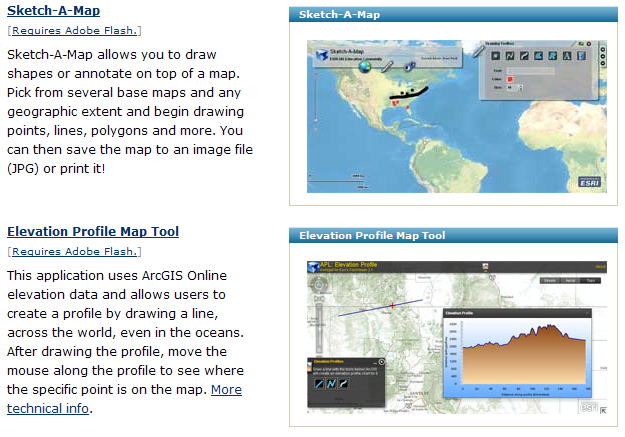 Sketch-A-Map
[Requires Adobe Flash.]
Sketch-A-Map allows you to draw
shapes or annotate on top of a map.
Pick from several base maps and any
geographic extent and begin drawing
points, lines, polygons and more. You
can then save the map to an image file
(JPG) or print it!
Sketch-A-Map
Sketch-A-Map
ESRI
Elevation Profile Map Tool
[Requires Adobe Flash.]
This application uses ArcGIS Online
elevation data and allows users to
create a profile by drawing a line,
across the world, even in the oceans.
After drawing the profile, move the
mouse along the profile to see where
the specific point is on the map. More
technical info.
Elevation Profile Map Tool
APL: Elevation Profile
Elevation Profile
Elevation Profiles
esri